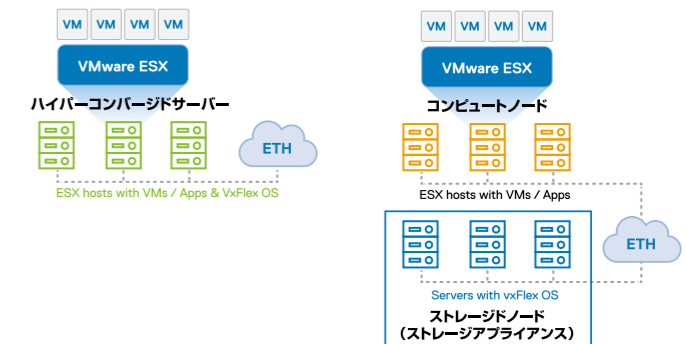 VM VM VM VM
VMware ESX
ハイパーコンバージドサーバー
ETH
ESX hosts with VMs / Apps & VxFlex OS
VM VM VM VM
VMware ESX
コンピュートノード
ESX hosts with VMs / Apps
ETH
Servers with vxFlex OS
ストレージドノード
（ストレージアプライアンス）